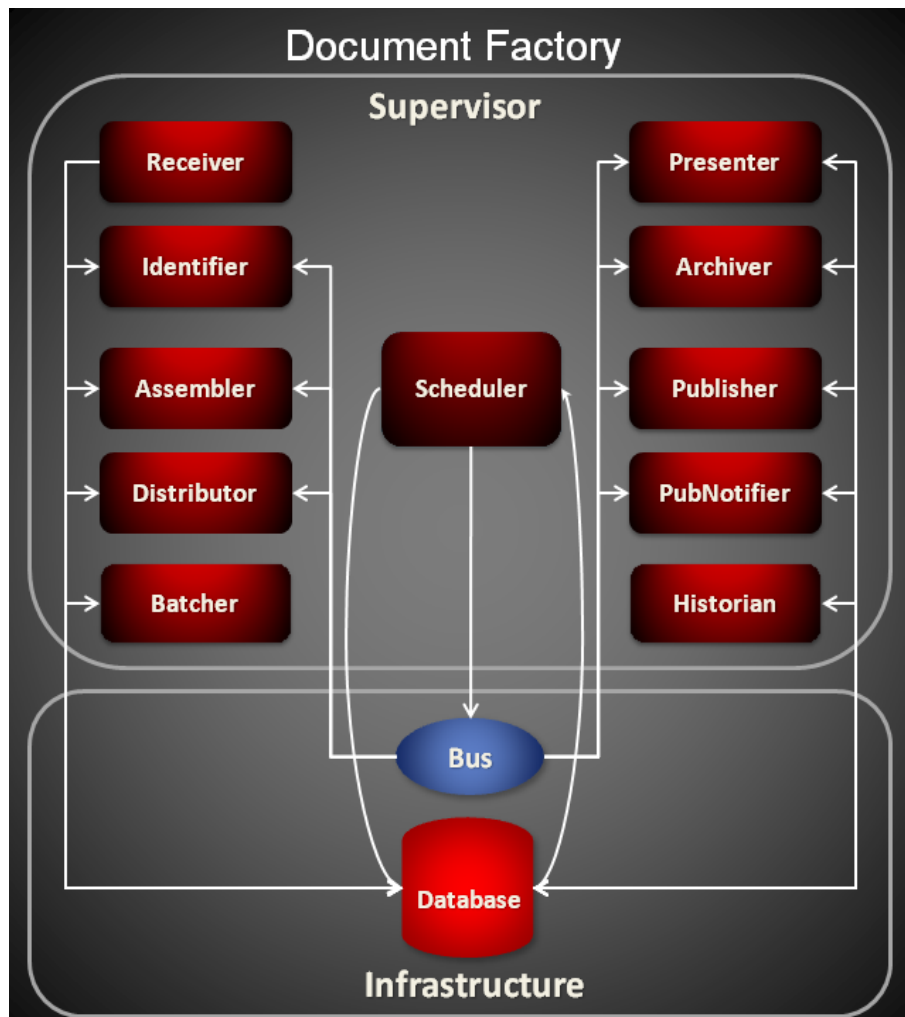 Document Factory
Supervisor
Receiver
Presenter
Identifier
Archiver
Assembler
Scheduler
Publisher
Distributor
PubNotifier
Batcher
Historian
Bus
Database
Infrastructure